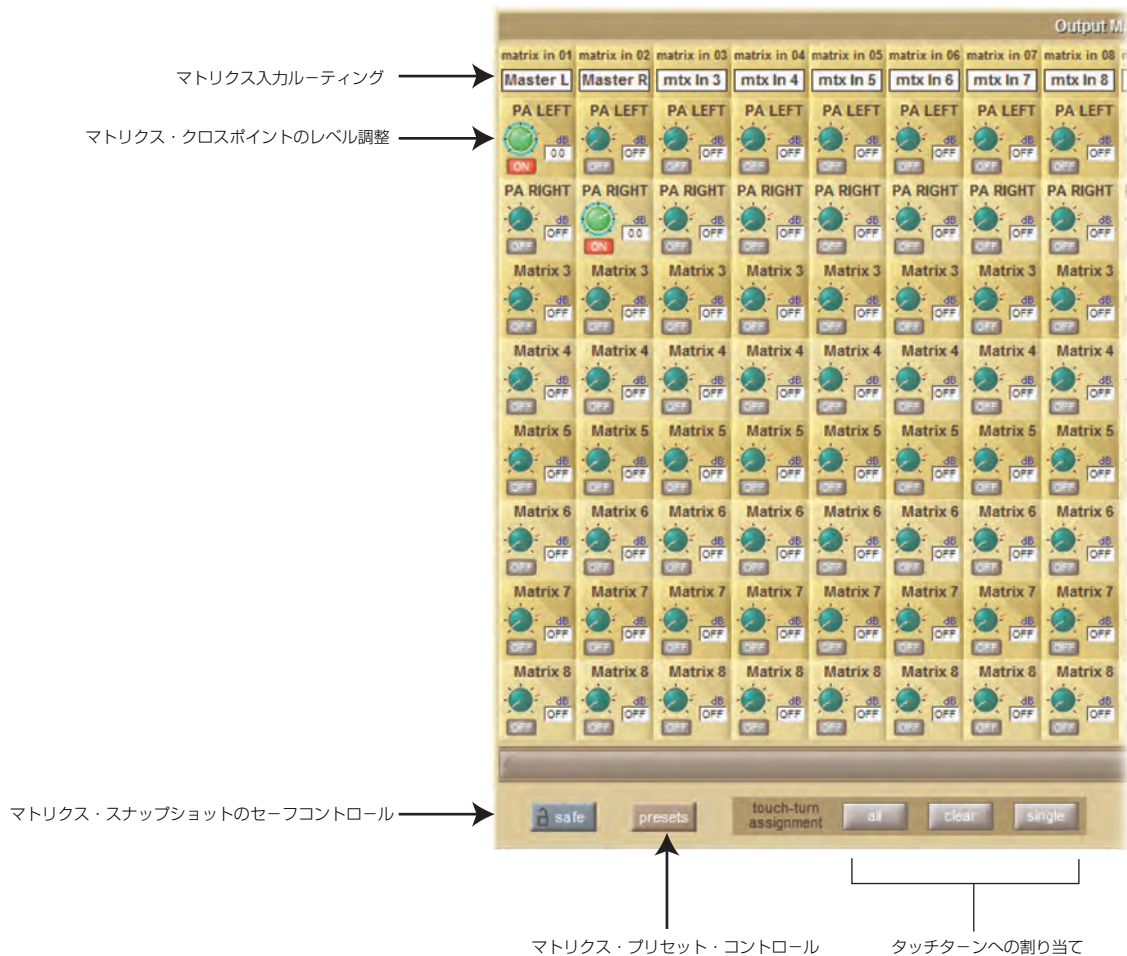 Output M
matrix in 01 matrix in 02 matrix in 03 matrix in 04 matrix in 05 matrix in 06 matrix in 07 matrix in 08
マトリクス入力ルーティング
Master L Master R mtx In 3 mtx In 4 mtx In 5 mtx In 6 mtx In 7 mtx In 8
PA LEFT PA LEFT PA LEFT PA LEFT PA LEFT PA LEFT PA LEFT PA LEFT
マトリクス・クロスポイントのレベル調整
dB dB dB dB dB dB dB dB
0.0 OFF OFF OFF OFF OFF OFF OFF
ON OFF OFF OFF OFF OFF OFF OFF
PA RIGHT PA RIGHT PA RIGHT PA RIGHT PA RIGHT PA RIGHT PA RIGHT PA RIGHT
dB dB dB dB dB dB dB dB
OFF 0.0 OFF OFF OFF OFF OFF OFF
OFF ON OFF OFF OFF OFF OFF OFF
Matrix 3 Matrix 3 Matrix 3 Matrix 3 Matrix 3 Matrix 3 Matrix 3 Matrix 3
dB dB dB dB dB dB dB dB
OFF OFF OFF OFF OFF OFF OFF OFF
OFF OFF OFF OFF OFF OFF OFF OFF
Matrix 4 Matrix 4 Matrix 4 Matrix 4 Matrix 4 Matrix 4 Matrix 4 Matrix 4
dB dB dB dB dB dB dB dB
OFF OFF OFF OFF OFF OFF OFF OFF
OFF OFF OFF OFF OFF OFF OFF OFF
Matrix 5 Matrix 5 Matrix 5 Matrix 5 Matrix 5 Matrix 5 Matrix 5 Matrix 5
dB dB dB dB dB dB dB dB
OFF OFF OFF OFF OFF OFF OFF OFF
OFF OFF OFF OFF OFF OFF OFF OFF
Matrix 6 Matrix 6 Matrix 6 Matrix 6 Matrix 6 Matrix 6 Matrix 6 Matrix 6
dB dB dB dB dB dB dB dB
OFF OFF OFF OFF OFF OFF OFF OFF
OFF OFF OFF OFF OFF OFF OFF OFF
Matrix 7 Matrix 7 Matrix 7 Matrix 7 Matrix 7 Matrix 7 Matrix 7 Matrix 7
dB dB dB dB dB dB dB dB
OFF OFF OFF OFF OFF OFF OFF OFF
OFF OFF OFF OFF OFF OFF OFF OFF
Matrix 8 Matrix 8 Matrix 8 Matrix 8 Matrix 8 Matrix 8 Matrix 8 Matrix 8
dB dB dB dB dB dB dB dB
OFF OFF OFF OFF OFF OFF OFF OFF
OFF OFF OFF OFF OFF OFF OFF OFF
マトリクス・スナップショットのセーフコントロール
safe presets touch-turn
assignment all clear single
マトリクス・プリセット・コントロール タッチターンへの割り当て